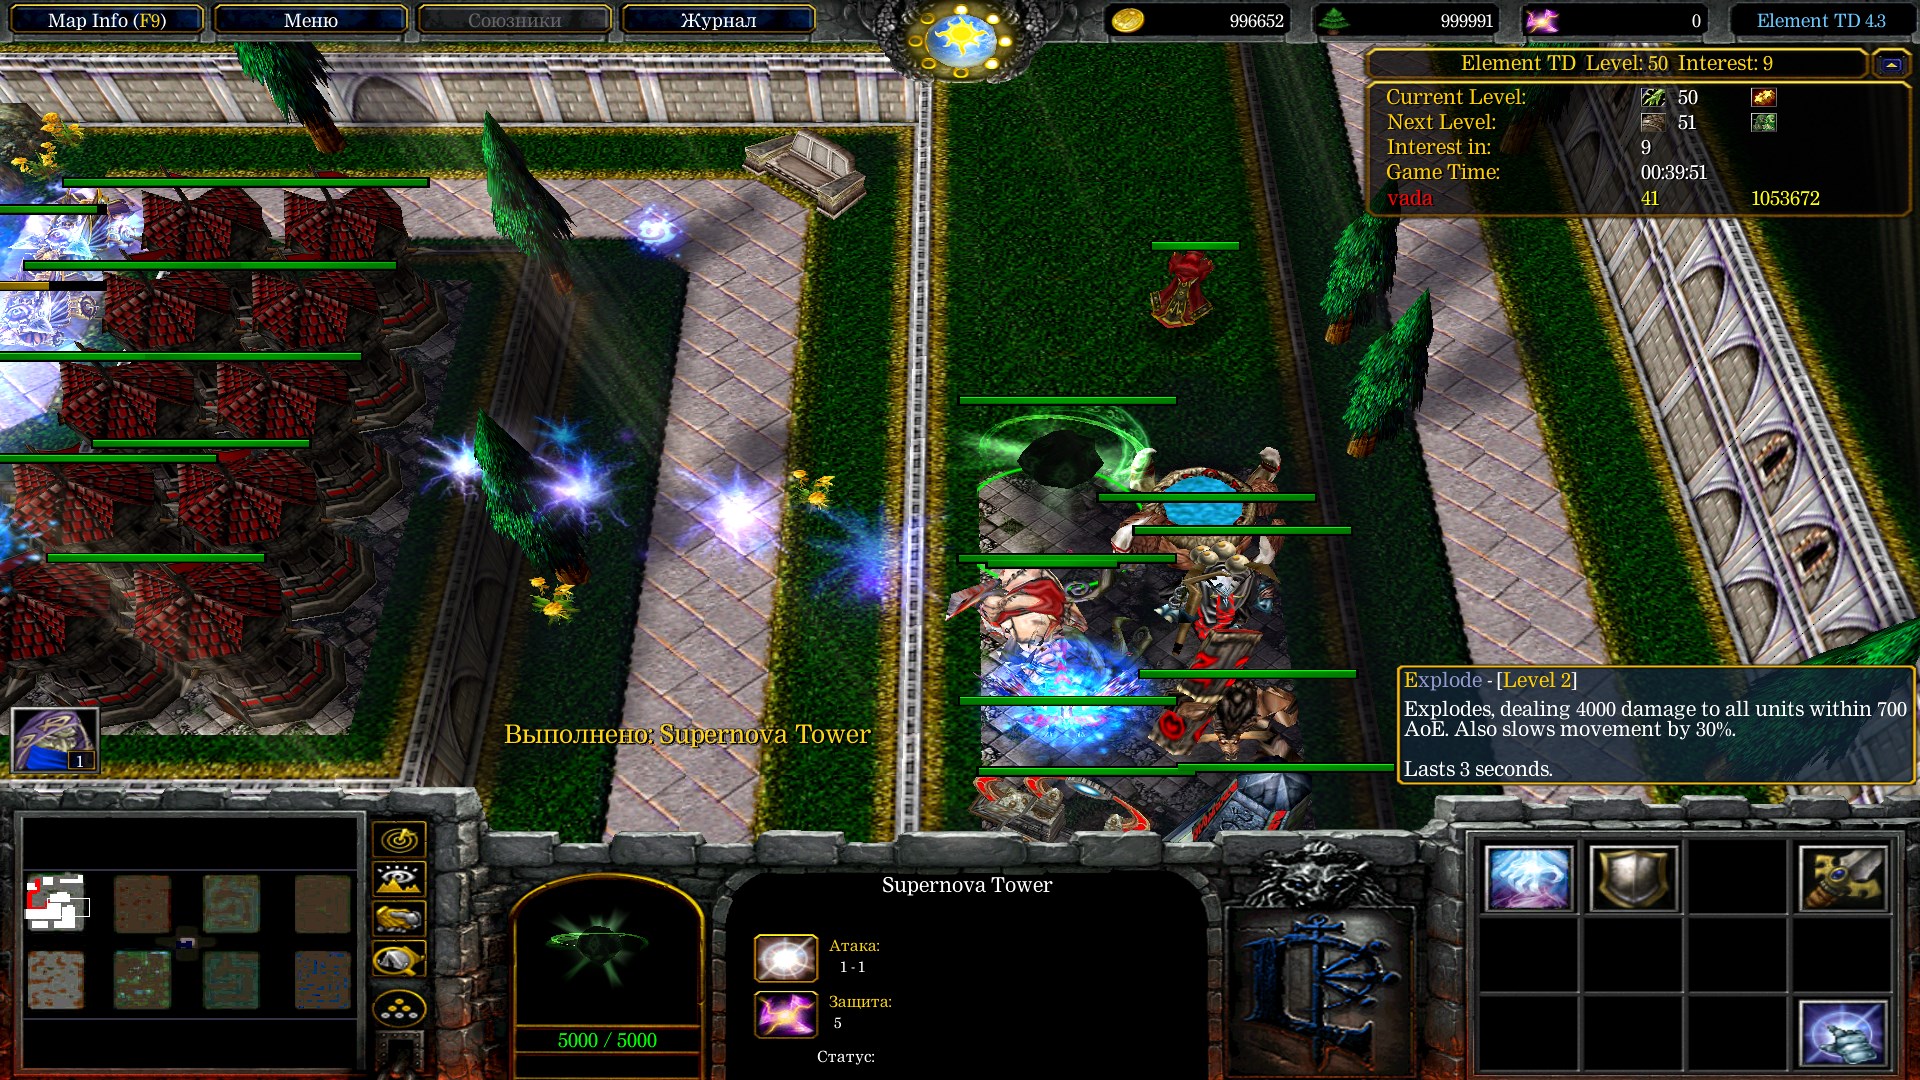 Map Info (F9)
Меню
Союзники
Журнал
996652
999991
0
Element TD 4.3
Element TD Level: 50 Interest: 9
Current Level: 50
Next Level: 51
Interest in: 9
Game Time: 00:39:51
vada 41 1053672
Explode - [Level 2]
Explodes, dealing 4000 damage to all units within 700
AoE. Also slows movement by 30%.
Lasts 3 seconds.
Выполнено: Supernova Tower
1
Supernova Tower
Атака:
1 - 1
Защита:
5
Статус:
5000 / 5000